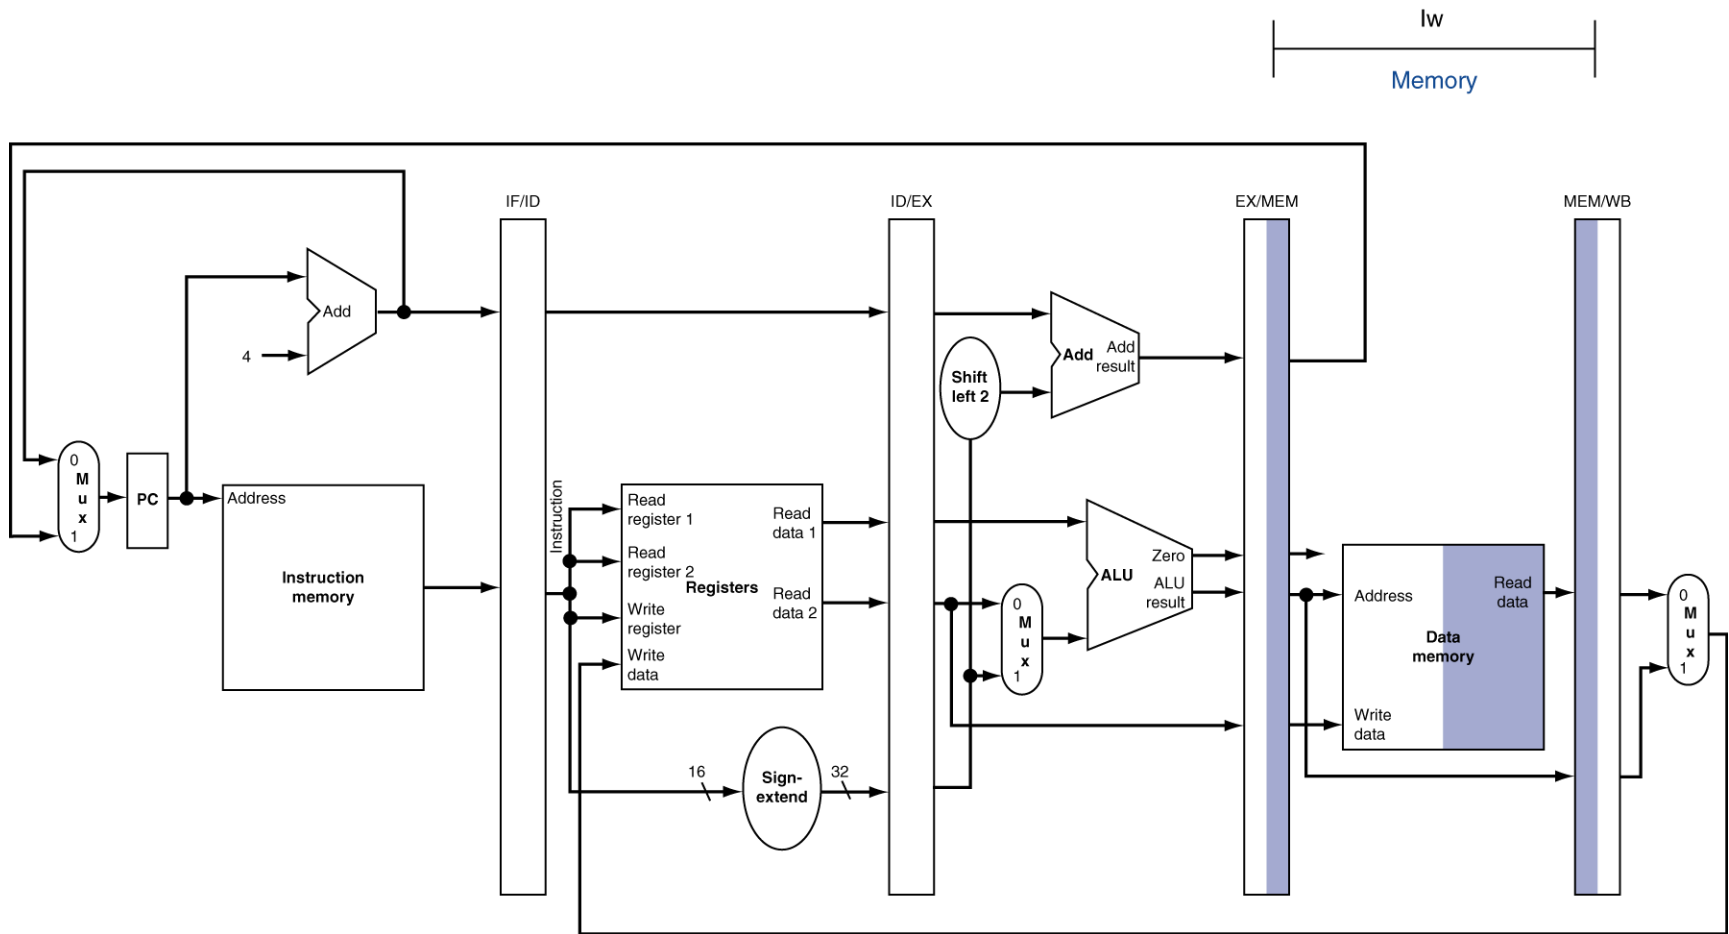 lw
Memory
IF/ID
ID/EX
EX/MEM
MEM/WB
Add
4
Add
Add
result
Shift
left 2
0
M
u
x
1
PC
Address
Instruction
memory
Instruction
Read
register 1
Read
register 2
Write
register
Write
data
Registers
Read
data 1
Read
data 2
16
Sign-
extend
32
0
M
u
x
1
ALU
Zero
ALU
result
Address
Read
data
Data
memory
Write
data
0
M
u
x
1